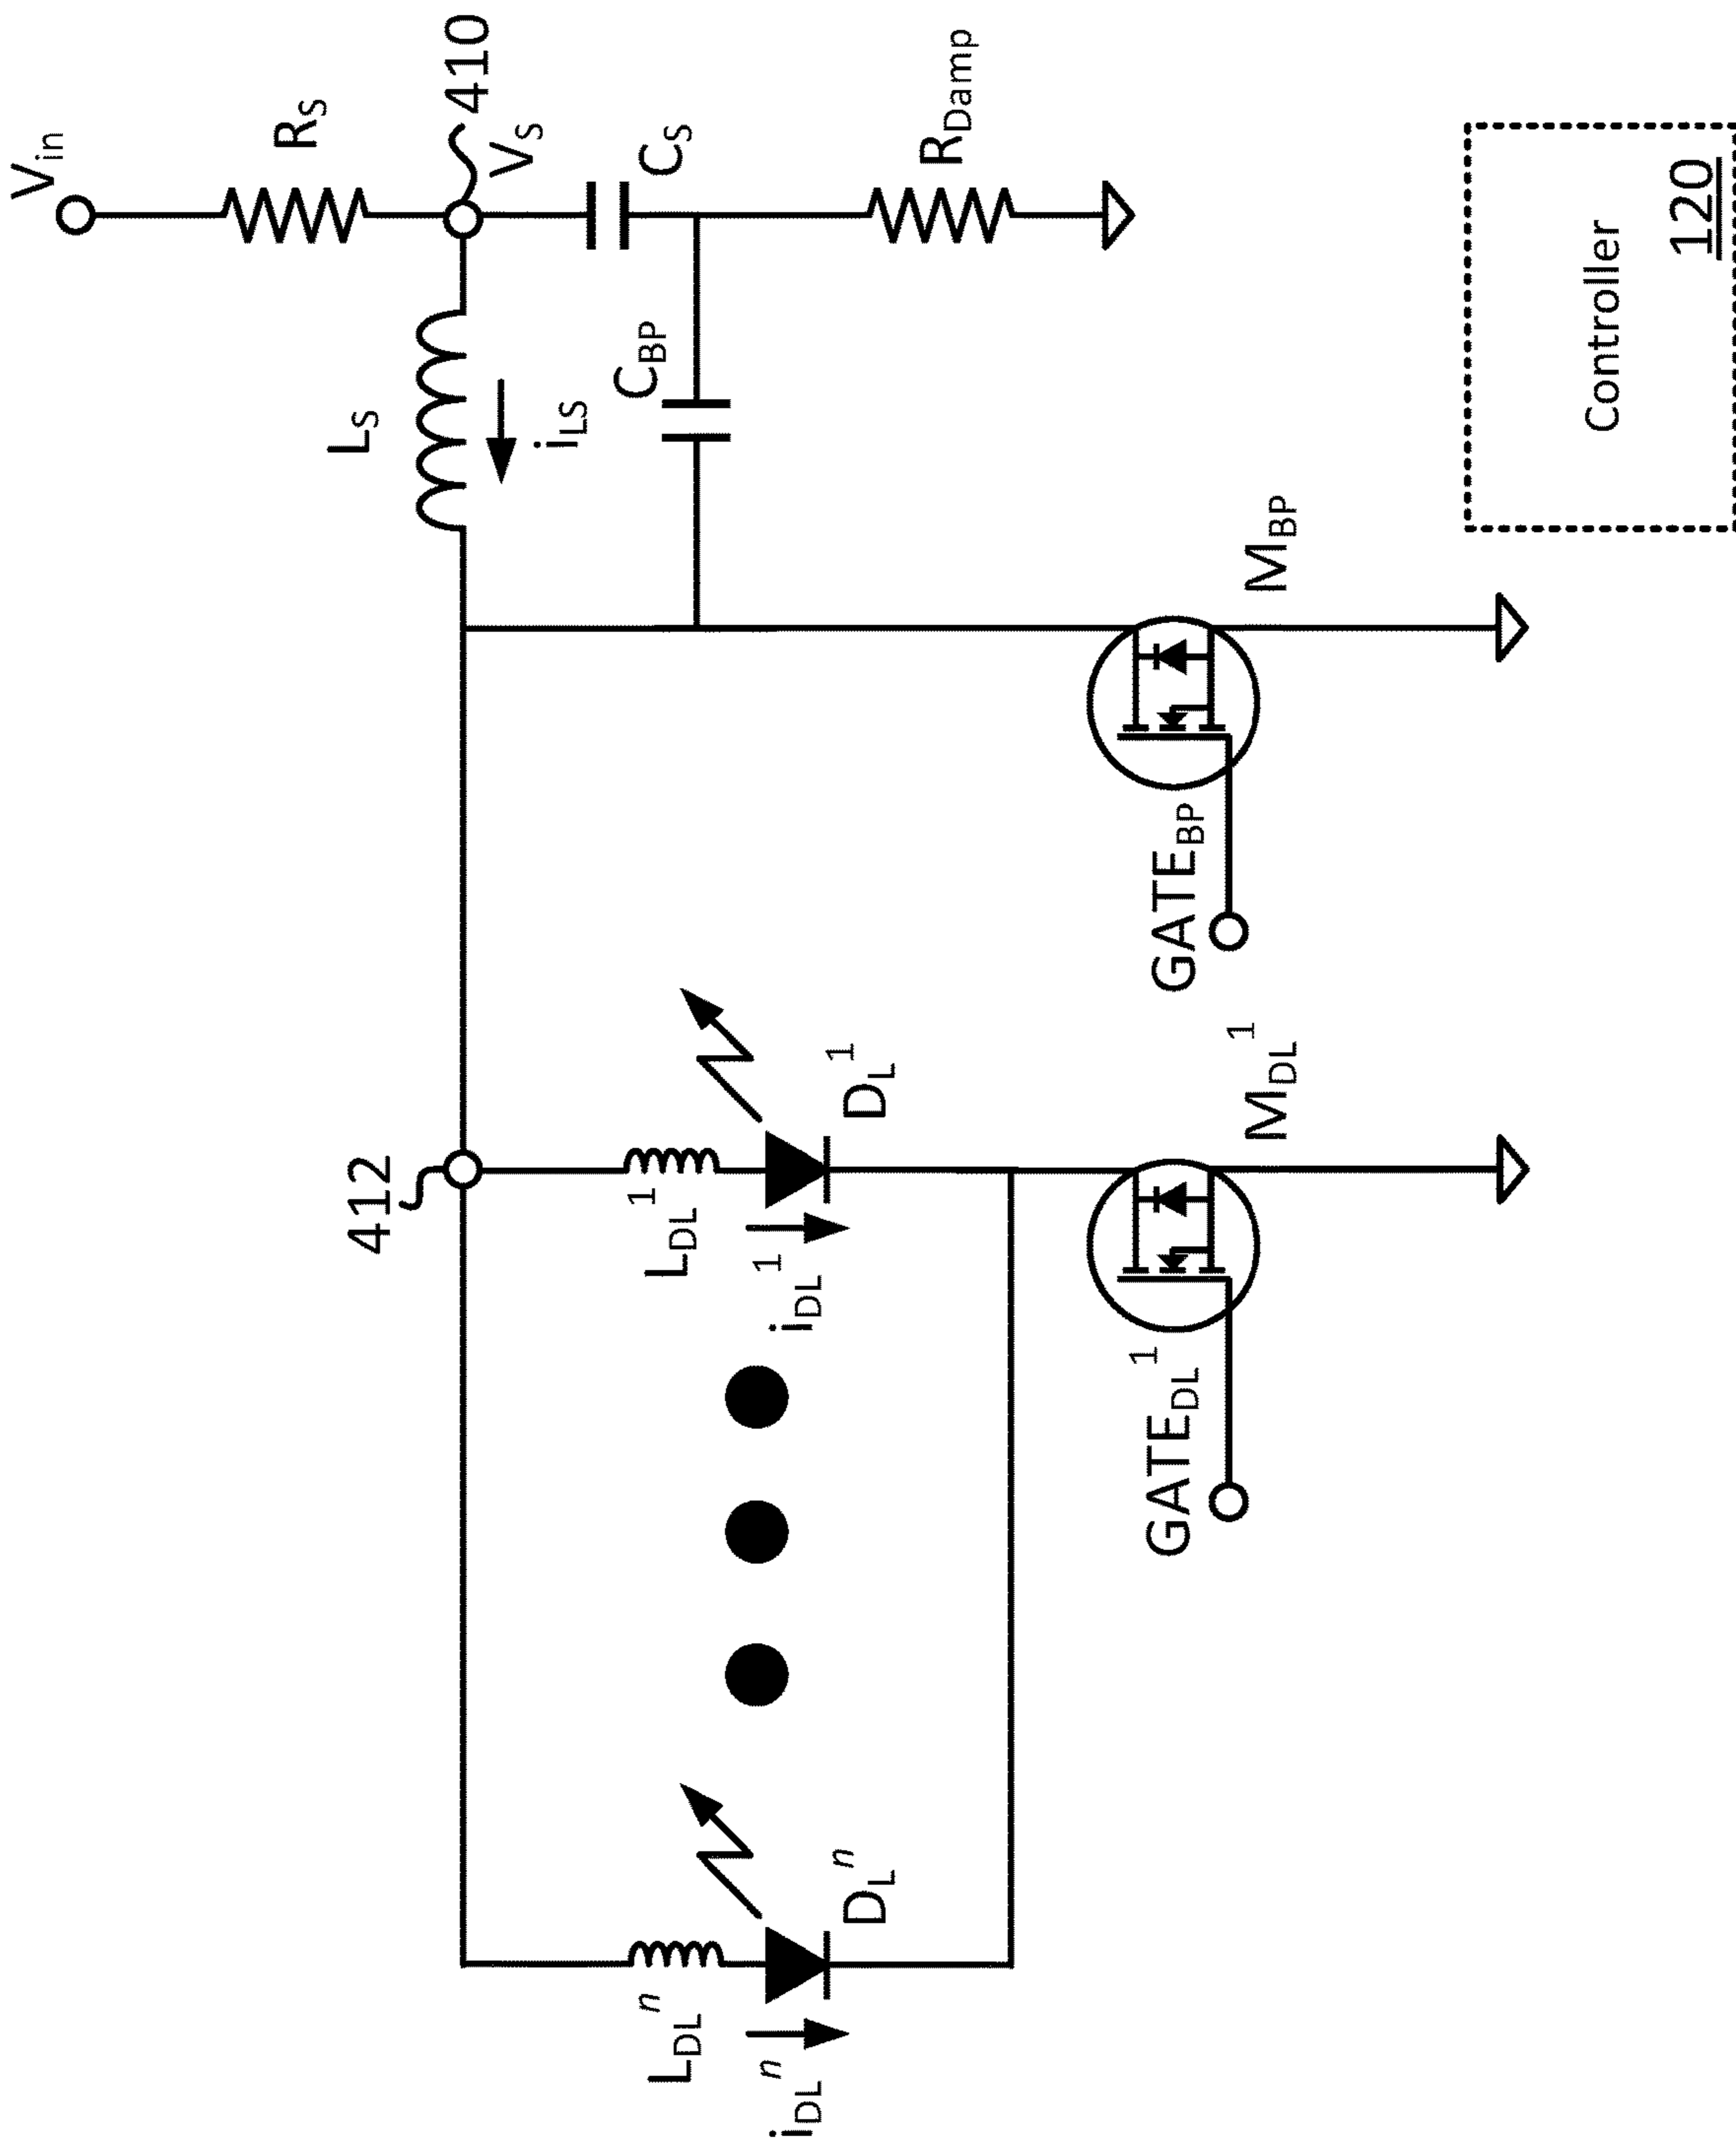 Vin
RS
410
VS
LS
iLS
CS
CBP
RDamp
412
LDL1
iDL1
DL1
LDLn
iDLn
DLn
GATEBP
MBP
GATEDL1
MDL1
Controller
120